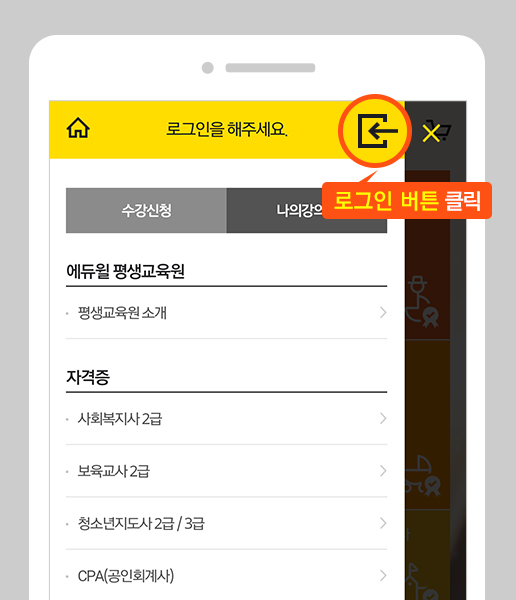 로그인을 해주세요.
로그인 버튼 클릭
수강신청
나의강의
에듀윌 평생교육원
평생교육원 소개
자격증
사회복지사 2급
보육교사 2급
청소년지도사 2급 / 3급
CPA(공인회계사)